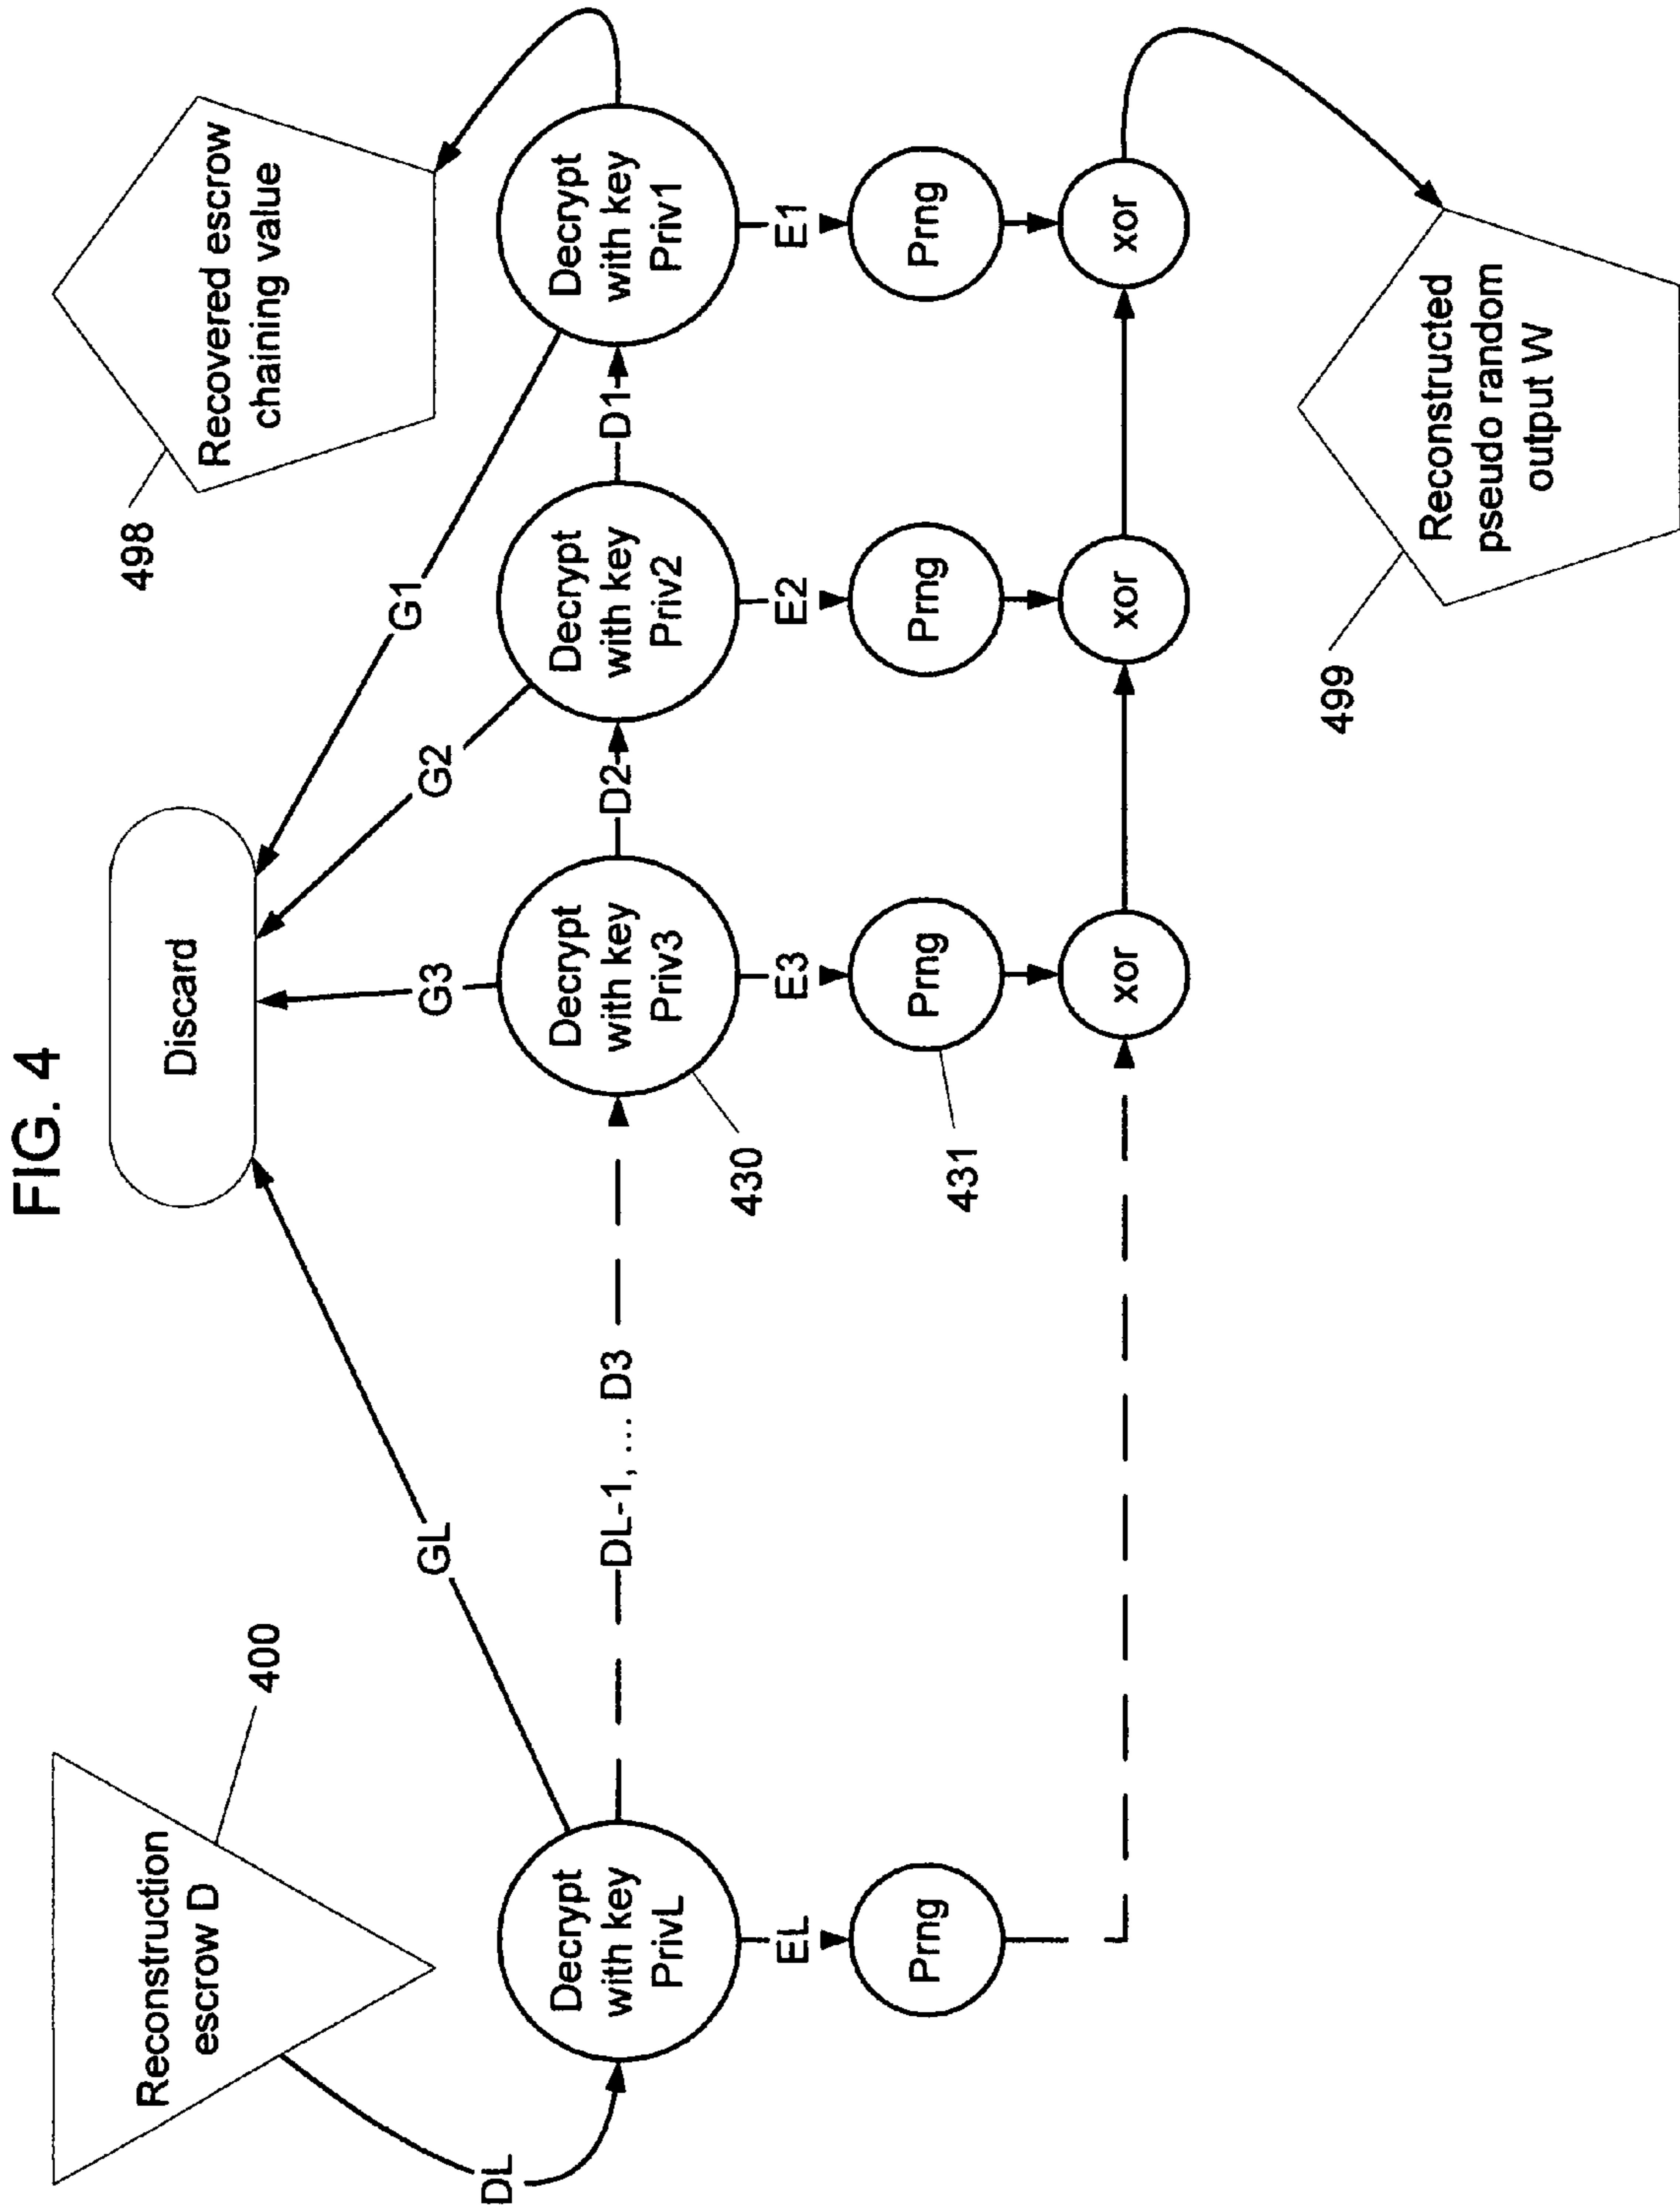 FIG. 4
Reconstruction
escrow D
400
DL
Discard
498
Recovered escrow
chaining value
GL
G3
G2
G1
Decrypt
with key
PrivL
DL-1, ... D3
Decrypt
with key
Priv3
D2
Decrypt
with key
Priv2
D1
Decrypt
with key
Priv1
430
EL
E3
E2
E1
Prng
Prng
431
Prng
Prng
xor
xor
xor
499
Reconstructed
pseudo random
output W